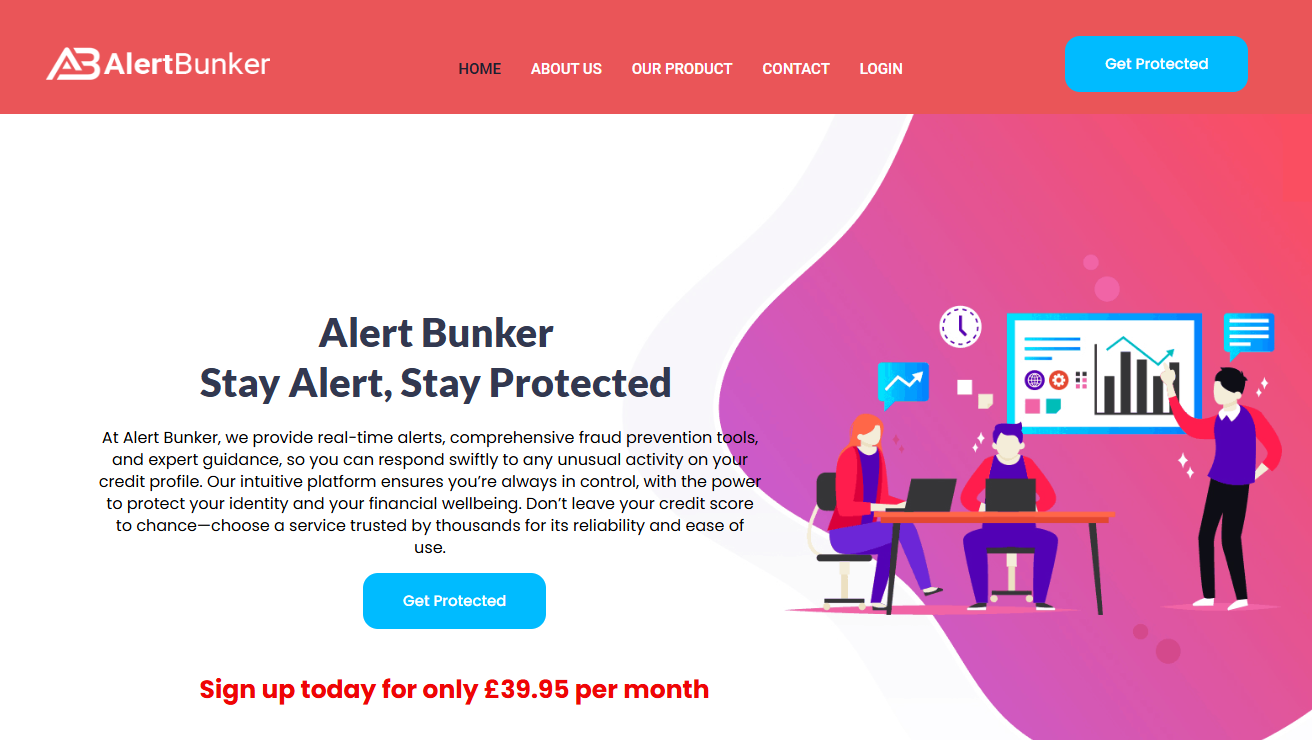 AlertBunker
HOME
ABOUT US
OUR PRODUCT
CONTACT
LOGIN
Get Protected
Alert Bunker
Stay Alert, Stay Protected
At Alert Bunker, we provide real-time alerts, comprehensive fraud prevention tools,
and expert guidance, so you can respond swiftly to any unusual activity on your
credit profile. Our intuitive platform ensures you’re always in control, with the power
to protect your identity and your financial wellbeing. Don’t leave your credit score
to chance—choose a service trusted by thousands for its reliability and ease of
use.
Get Protected
Sign up today for only £39.95 per month